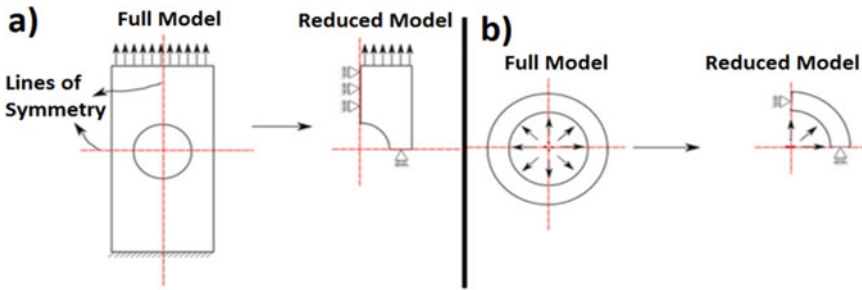 a)
Full Model
Reduced Model
Lines of
Symmetry
b)
Full Model
Reduced Model